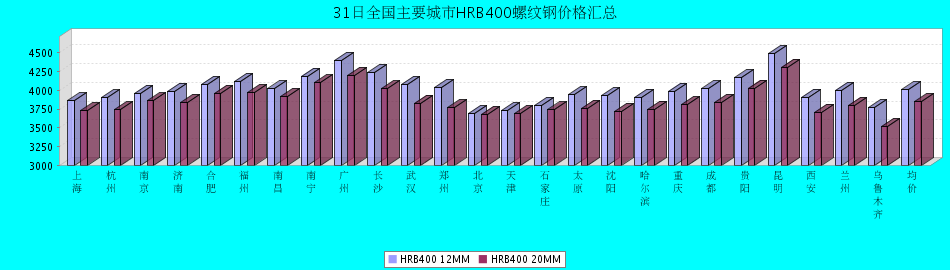 31日全国主要城市HRB400螺纹钢价格汇总
4500
4250
4000
3750
3500
3250
3000
上海
杭州
南京
济南
合肥
福州
南昌
南宁
广州
长沙
武汉
郑州
北京
天津
石家庄
太原
沈阳
哈尔滨
重庆
成都
贵阳
昆明
西安
兰州
乌鲁木齐
均价
HRB400 12MM
HRB400 20MM